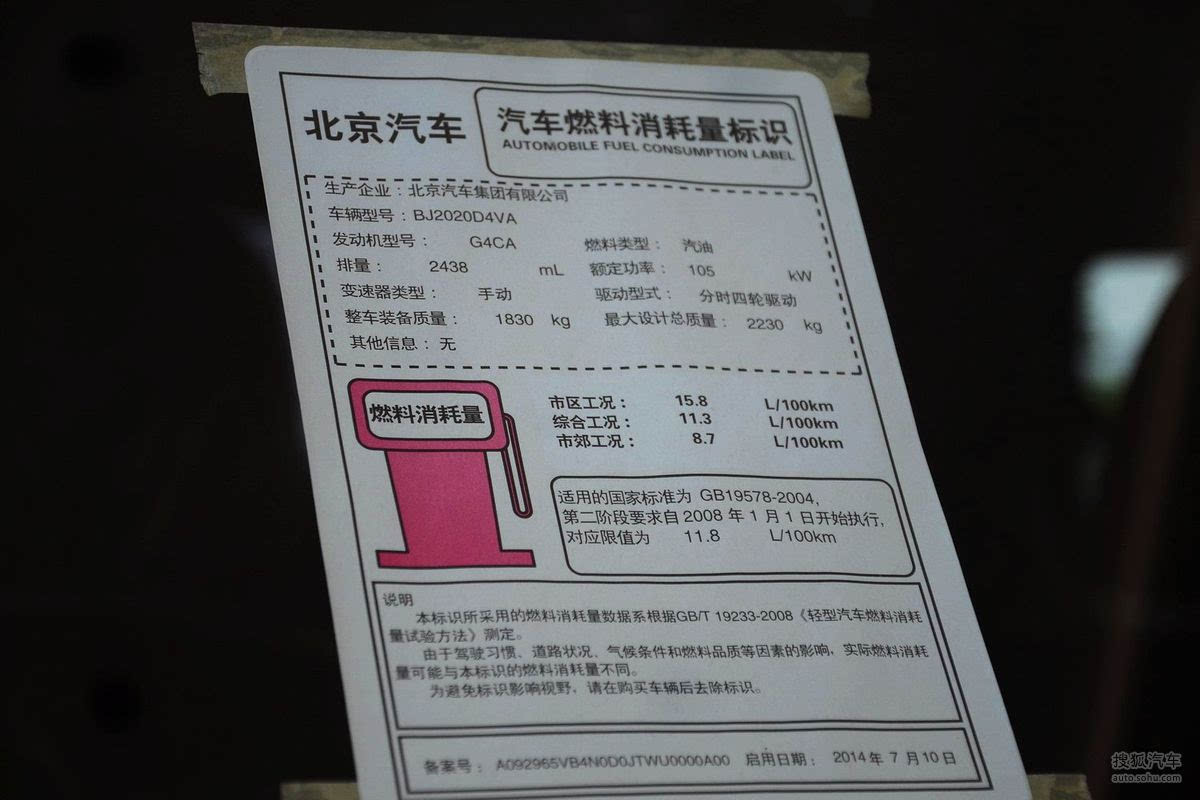 北京汽车
汽车燃料消耗量标识
AUTOMOBILE FUEL CONSUMPTION LABEL
生产企业：北京汽车集团有限公司
车辆型号：BJ2020D4VA
发动机型号： G4CA 燃料类型： 汽油
排量： 2438 mL 额定功率： 105 kW
变速器类型： 手动 驱动型式： 分时四轮驱动
整车装备质量： 1830 kg 最大设计总质量： 2230 kg
其他信息：无
燃料消耗量
市区工况： 15.8 L/100km
综合工况： 11.3 L/100km
市郊工况： 8.7 L/100km
适用的国家标准为 GB19578-2004,
第二阶段要求自 2008 年 1 月 1 日开始执行,
对应限值为 11.8 L/100km
说明
本标识所采用的燃料消耗量数据系根据GB/T 19233-2008《轻型汽车燃料消耗
量试验方法》测定。
由于驾驶习惯、道路状况、气候条件和燃料品质等因素的影响，实际燃料消耗
量可能与本标识的燃料消耗量不同。
为避免标识影响视野，请在购买车辆后去除标识。
备案号： A092965VB4N0D0JTWU0000A00 启用日期： 2014年 7 月10日
搜狐汽车
auto.sohu.com